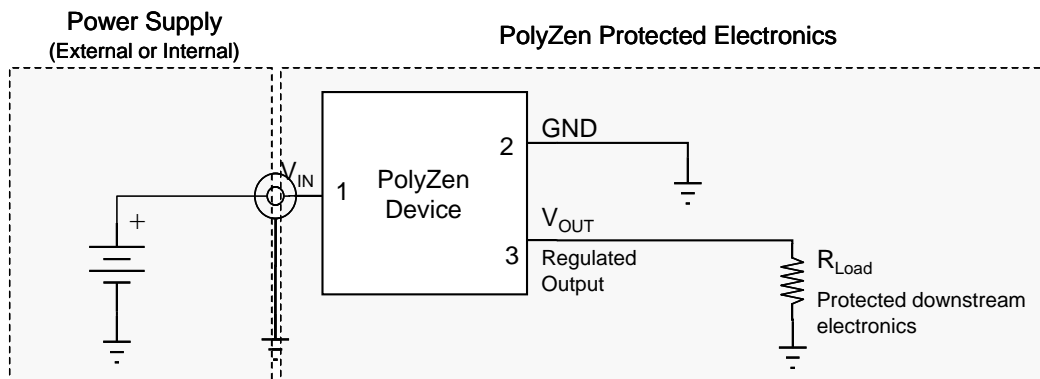 Power Supply
(External or Internal)
PolyZen Protected Electronics
GND
2
V_IN
1
PolyZen
Device
+
V_OUT
3
Regulated
Output
R_Load
Protected downstream
electronics